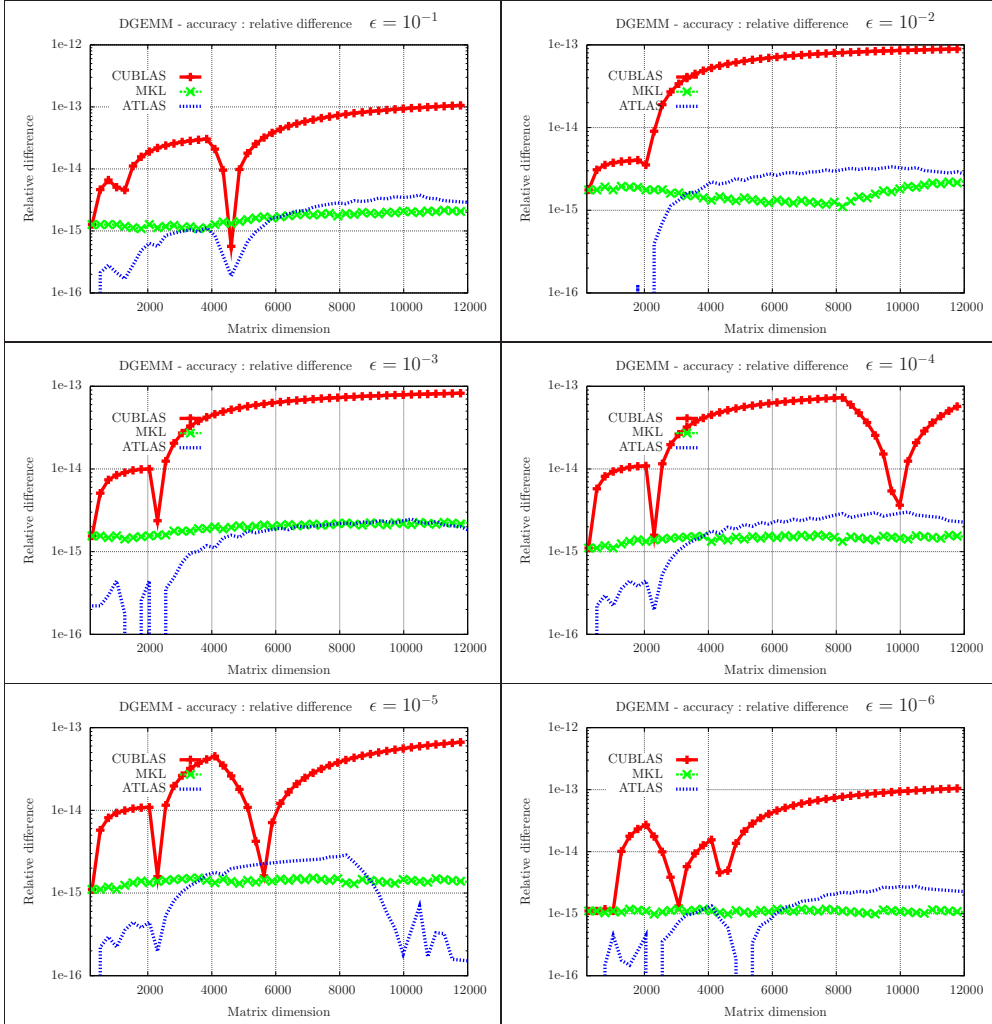 DGEMM - accuracy : relative difference ϵ = 10⁻¹
1e-12
1e-13
1e-14
1e-15
1e-16
Relative difference
CUBLAS
MKL
ATLAS
2000 4000 6000 8000 10000 12000
Matrix dimension
DGEMM - accuracy : relative difference ϵ = 10⁻²
1e-13
1e-14
1e-15
1e-16
Relative difference
CUBLAS
MKL
ATLAS
2000 4000 6000 8000 10000 12000
Matrix dimension
DGEMM - accuracy : relative difference ϵ = 10⁻³
1e-13
1e-14
1e-15
1e-16
Relative difference
CUBLAS
MKL
ATLAS
2000 4000 6000 8000 10000 12000
Matrix dimension
DGEMM - accuracy : relative difference ϵ = 10⁻⁴
1e-13
1e-14
1e-15
1e-16
Relative difference
CUBLAS
MKL
ATLAS
2000 4000 6000 8000 10000 12000
Matrix dimension
DGEMM - accuracy : relative difference ϵ = 10⁻⁵
1e-13
1e-14
1e-15
1e-16
Relative difference
CUBLAS
MKL
ATLAS
2000 4000 6000 8000 10000 12000
Matrix dimension
DGEMM - accuracy : relative difference ϵ = 10⁻⁶
1e-12
1e-13
1e-14
1e-15
1e-16
Relative difference
CUBLAS
MKL
ATLAS
2000 4000 6000 8000 10000 12000
Matrix dimension